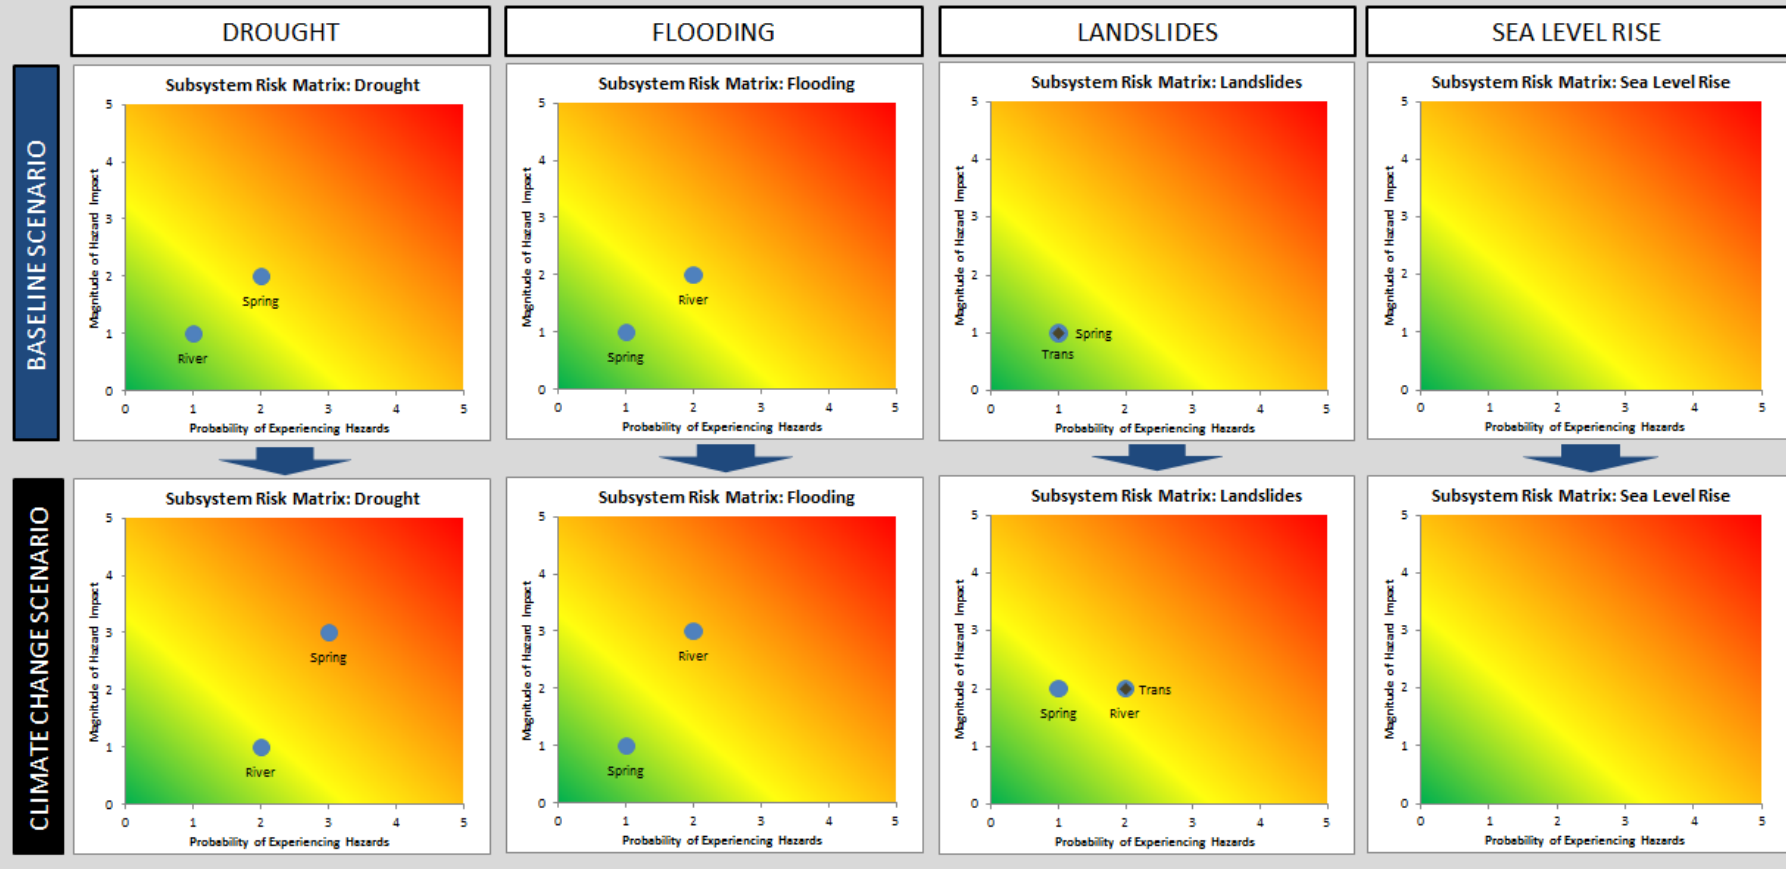 DROUGHT
FLOODING
LANDSLIDES
SEA LEVEL RISE
BASELINE SCENARIO
Subsystem Risk Matrix: Drought
Magnitude of Hazard Impact
5
4
3
2
1
0
Spring
River
0 1 2 3 4 5
Probability of Experiencing Hazards
Subsystem Risk Matrix: Flooding
Magnitude of Hazard Impact
5
4
3
2
1
0
River
Spring
0 1 2 3 4 5
Probability of Experiencing Hazards
Subsystem Risk Matrix: Landslides
Magnitude of Hazard Impact
5
4
3
2
1
0
Spring
Trans
0 1 2 3 4 5
Probability of Experiencing Hazards
Subsystem Risk Matrix: Sea Level Rise
Magnitude of Hazard Impact
5
4
3
2
1
0
0 1 2 3 4 5
Probability of Experiencing Hazards
CLIMATE CHANGE SCENARIO
Subsystem Risk Matrix: Drought
Magnitude of Hazard Impact
5
4
3
2
1
0
Spring
River
0 1 2 3 4 5
Probability of Experiencing Hazards
Subsystem Risk Matrix: Flooding
Magnitude of Hazard Impact
5
4
3
2
1
0
River
Spring
0 1 2 3 4 5
Probability of Experiencing Hazards
Subsystem Risk Matrix: Landslides
Magnitude of Hazard Impact
5
4
3
2
1
0
Trans
Spring River
0 1 2 3 4 5
Probability of Experiencing Hazards
Subsystem Risk Matrix: Sea Level Rise
Magnitude of Hazard Impact
5
4
3
2
1
0
0 1 2 3 4 5
Probability of Experiencing Hazards